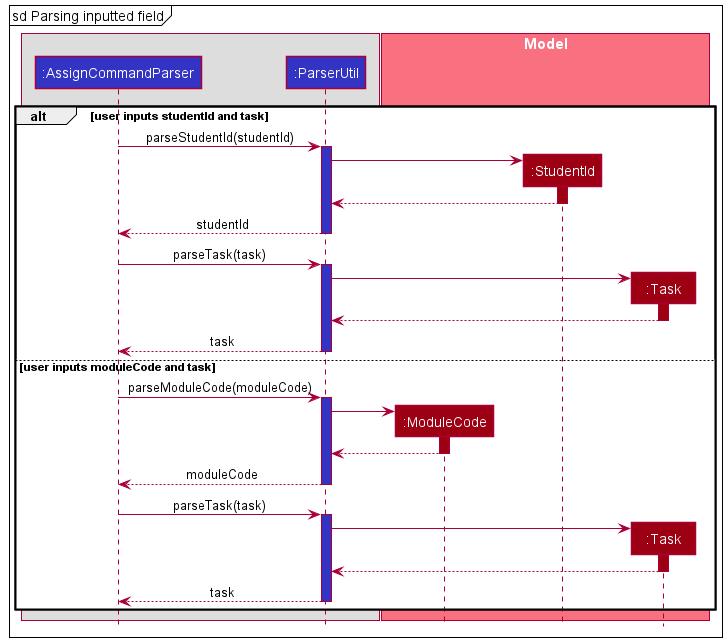 sd Parsing inputted field
Model
:AssignCommandParser
:ParserUtil
alt
[user inputs studentId and task]
parseStudentId(studentId)
:StudentId
studentId
parseTask(task)
:Task
task
[user inputs moduleCode and task]
parseModuleCode(moduleCode)
:ModuleCode
moduleCode
parseTask(task)
:Task
task